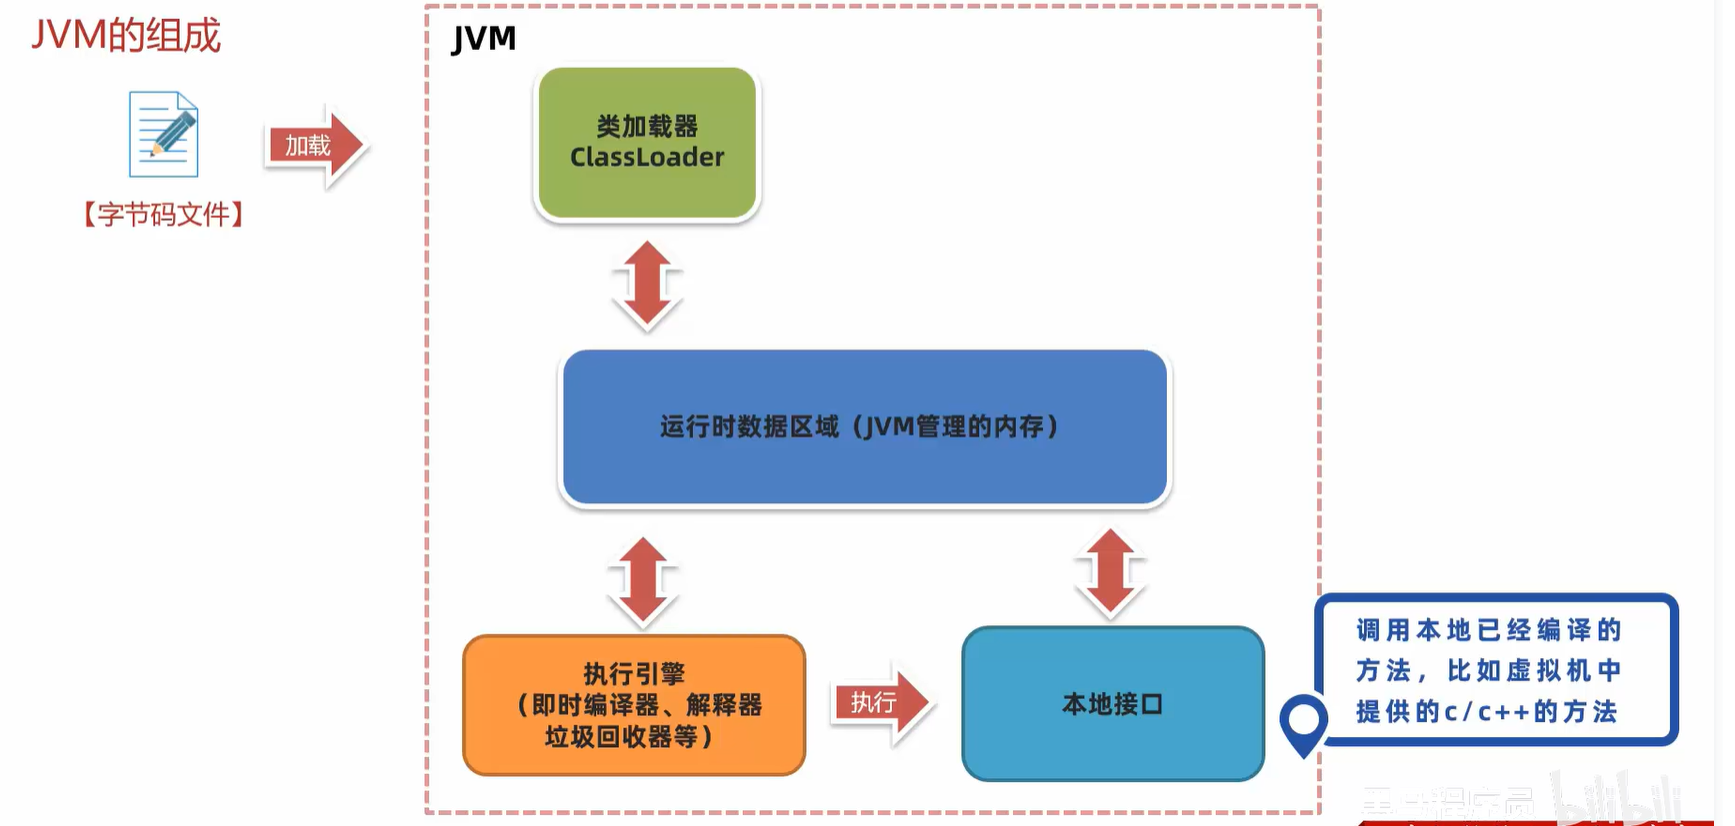 JVM的组成
JVM
类加载器
ClassLoader
加载
【字节码文件】
运行时数据区域（JVM管理的内存）
执行引擎
（即时编译器、解释器
垃圾回收器等）
执行
本地接口
调用本地已经编译的
方法，比如虚拟机中
提供的c/c++的方法
黑马程序员
bilibili